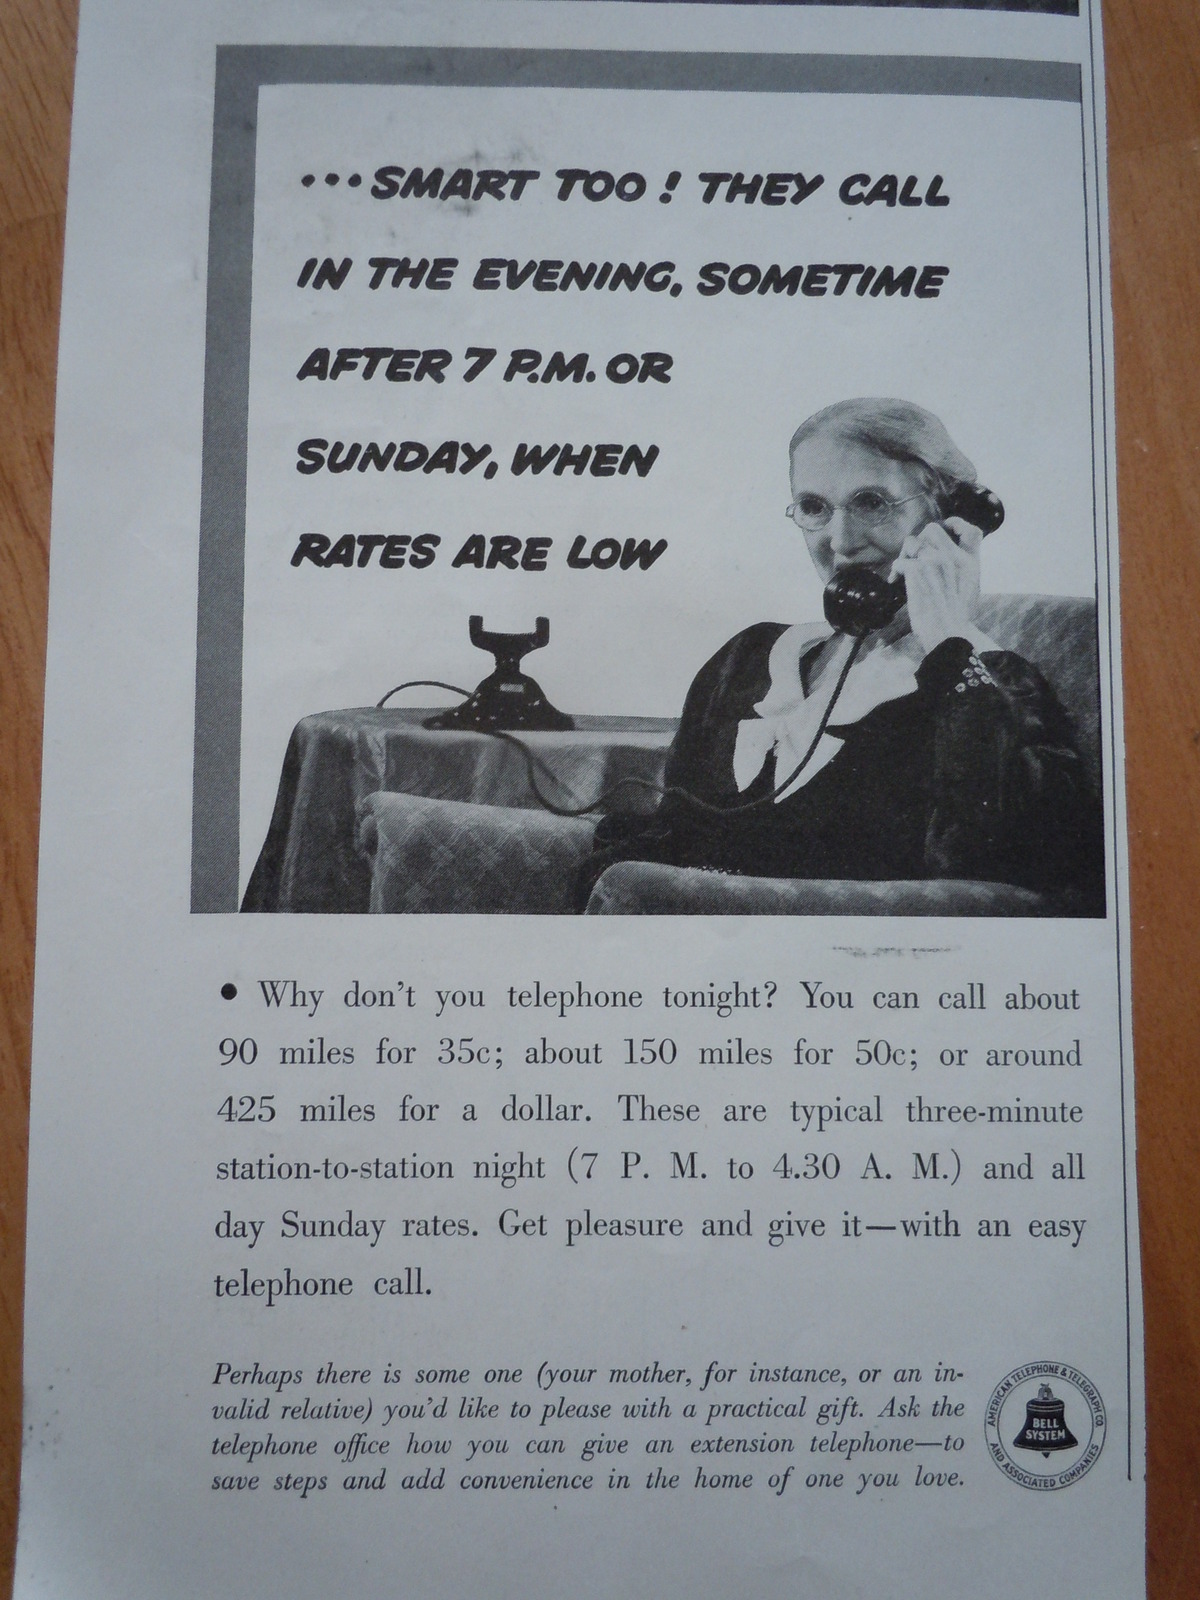 ...SMART TOO! THEY CALL
IN THE EVENING, SOMETIME
AFTER 7 P.M. OR
SUNDAY, WHEN
RATES ARE LOW
• Why don't you telephone tonight? You can call about
90 miles for 35c; about 150 miles for 50c; or around
425 miles for a dollar. These are typical three-minute
station-to-station night (7 P. M. to 4.30 A. M.) and all
day Sunday rates. Get pleasure and give it—with an easy
telephone call.
Perhaps there is some one (your mother, for instance, or an in-
valid relative) you'd like to please with a practical gift. Ask the
telephone office how you can give an extension telephone—to
save steps and add convenience in the home of one you love.
AMERICAN TELEPHONE & TELEGRAPH CO.
BELL
SYSTEM
AND ASSOCIATED COMPANIES